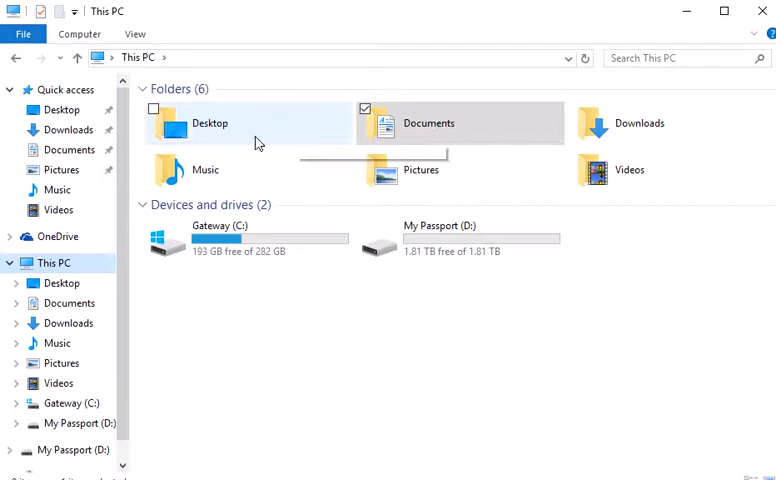 This PC
File
Computer
View
This PC
Search This PC
Quick access
Desktop
Downloads
Documents
Pictures
Music
Videos
OneDrive
This PC
Desktop
Documents
Downloads
Music
Pictures
Videos
Gateway (C:)
My Passport (D:)
My Passport (D:)
Folders (6)
Desktop
Documents
Downloads
Music
Pictures
Videos
Devices and drives (2)
Gateway (C:)
193 GB free of 282 GB
My Passport (D:)
1.81 TB free of 1.81 TB